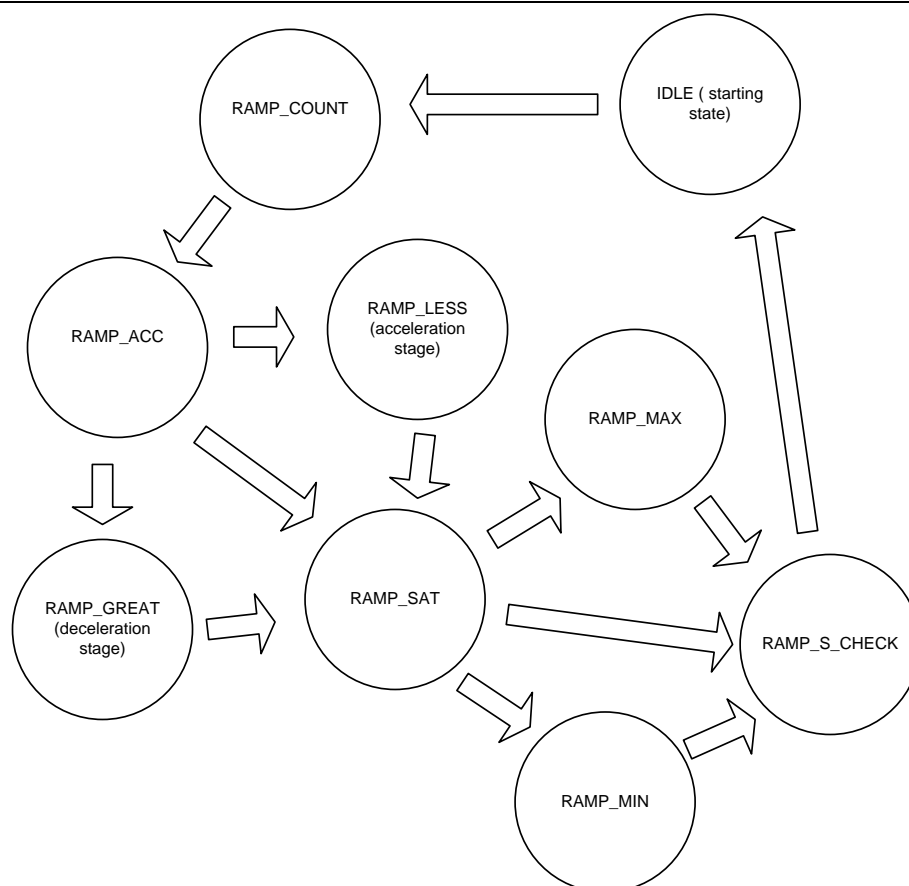 RAMP_COUNT
IDLE ( starting
state)
RAMP_ACC
RAMP_LESS
(acceleration
stage)
RAMP_MAX
RAMP_GREAT
(deceleration
stage)
RAMP_SAT
RAMP_S_CHECK
RAMP_MIN